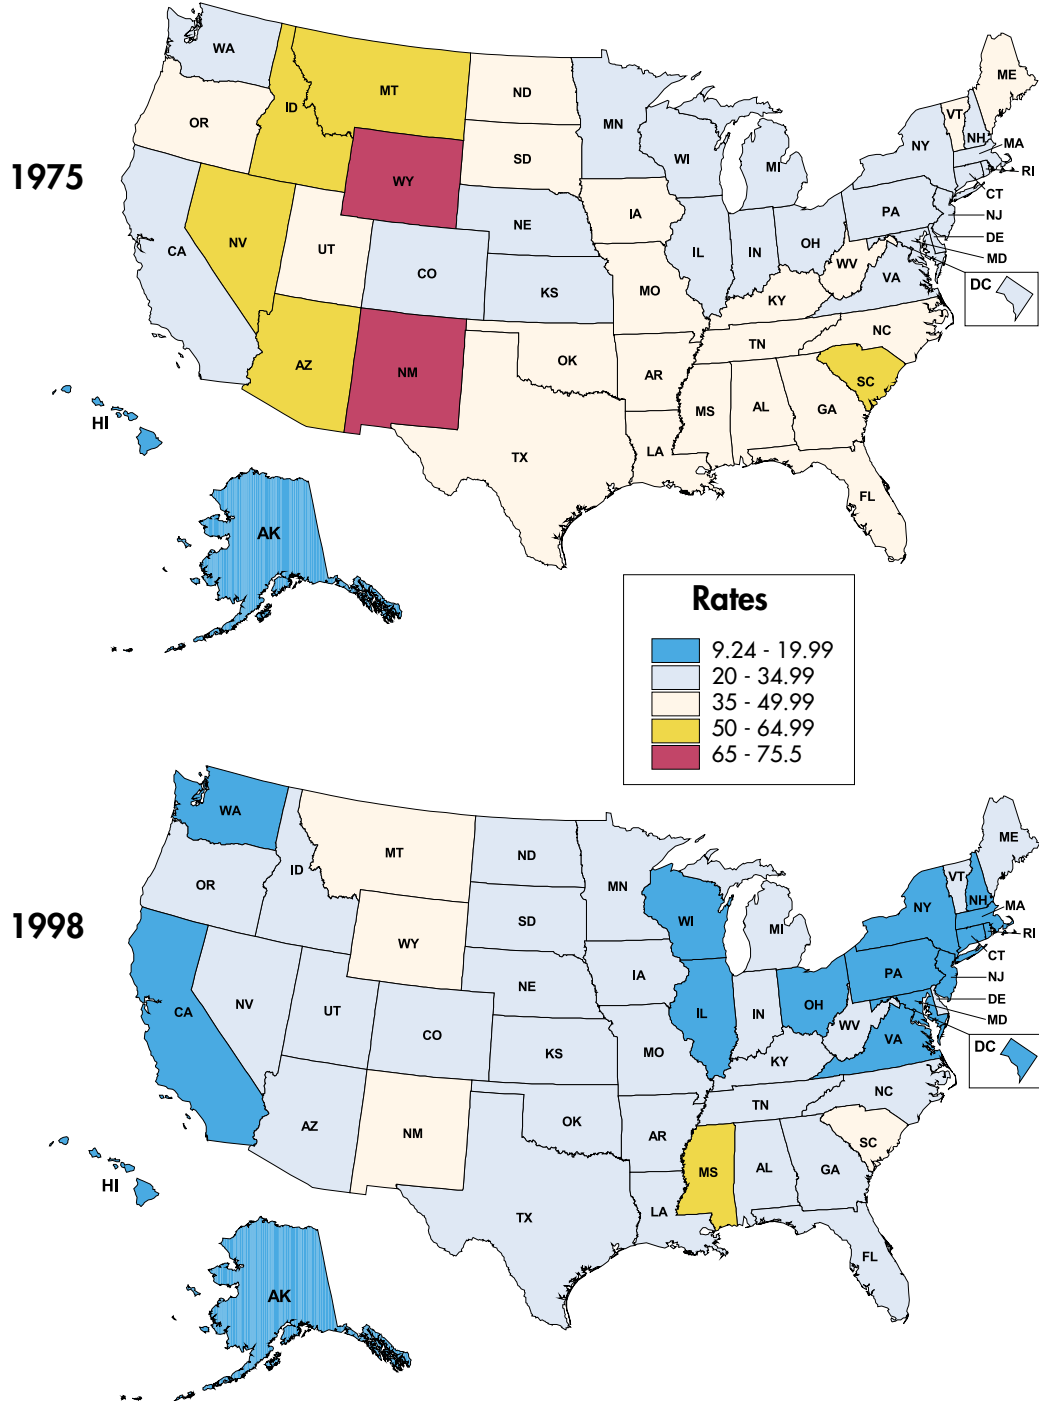 1975
WA
OR
ID
MT
ND
SD
MN
WI
MI
WY
NE
IA
NV
UT
CO
KS
CA
AZ
NM
OK
TX
MO
AR
LA
IL
IN
OH
KY
TN
MS
AL
GA
FL
SC
NC
VA
WV
PA
NY
VT
NH
ME
MA
RI
CT
NJ
DE
MD
DC
HI
AK
Rates
9.24 - 19.99
20 - 34.99
35 - 49.99
50 - 64.99
65 - 75.5
1998
WA
OR
ID
MT
ND
SD
MN
WI
MI
WY
NE
IA
NV
UT
CO
KS
CA
AZ
NM
OK
TX
MO
AR
LA
IL
IN
OH
KY
TN
MS
AL
GA
FL
SC
NC
VA
WV
PA
NY
VT
NH
ME
MA
RI
CT
NJ
DE
MD
DC
HI
AK